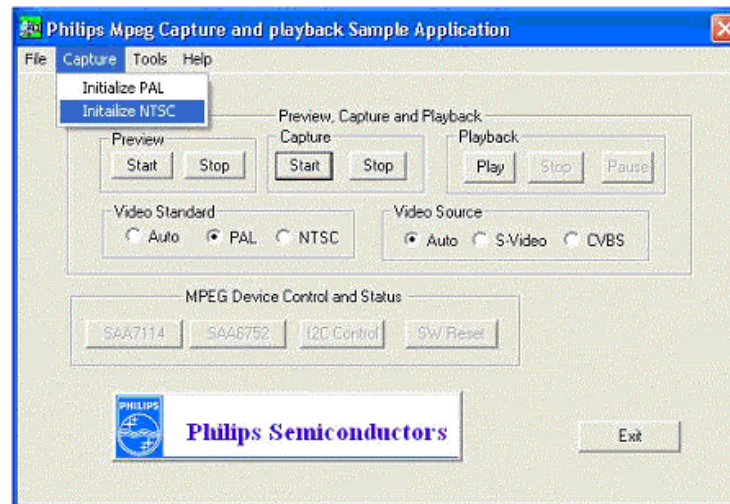 Philips Mpeg Capture and playback Sample Application
File Capture Tools Help
Initialize PAL
Initailize NTSC
Preview, Capture and Playback
Preview Capture Playback
Start Stop Start Stop Play Stop Pause
Video Standard Video Source
Auto PAL NTSC Auto S-Video CVBS
MPEG Device Control and Status
SAA7114 SAA6752 I2C Control SW Reset
PHILIPS
Philips Semiconductors
Exit